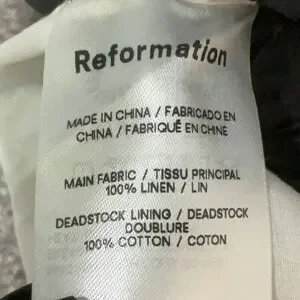 Reformation
MADE IN CHINA / FABRICADO EN
CHINA / FABRIQUÉ EN CHINE
MAIN FABRIC / TISSU PRINCIPAL
100% LINEN / LIN
DEADSTOCK LINING / DEADSTOCK
DOUBLURE
100% COTTON / COTON